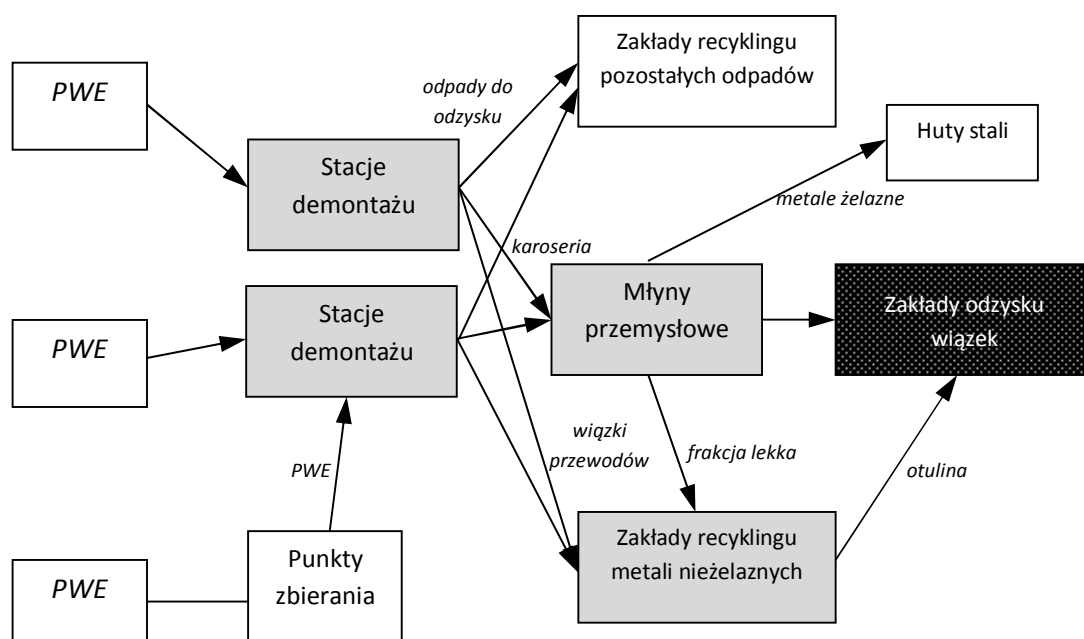 PWE
Stacje
demontażu
odpady do
odzysku
Zakłady recyklingu
pozostałych odpadów
Huty stali
metale żelazne
karoseria
PWE
Stacje
demontażu
Młyny
przemysłowe
Zakłady odzysku
wiązek
PWE
wiązki
przewodów
frakcja lekka
otulina
PWE
Punkty
zbierania
Zakłady recyklingu
metali nieżelaznych